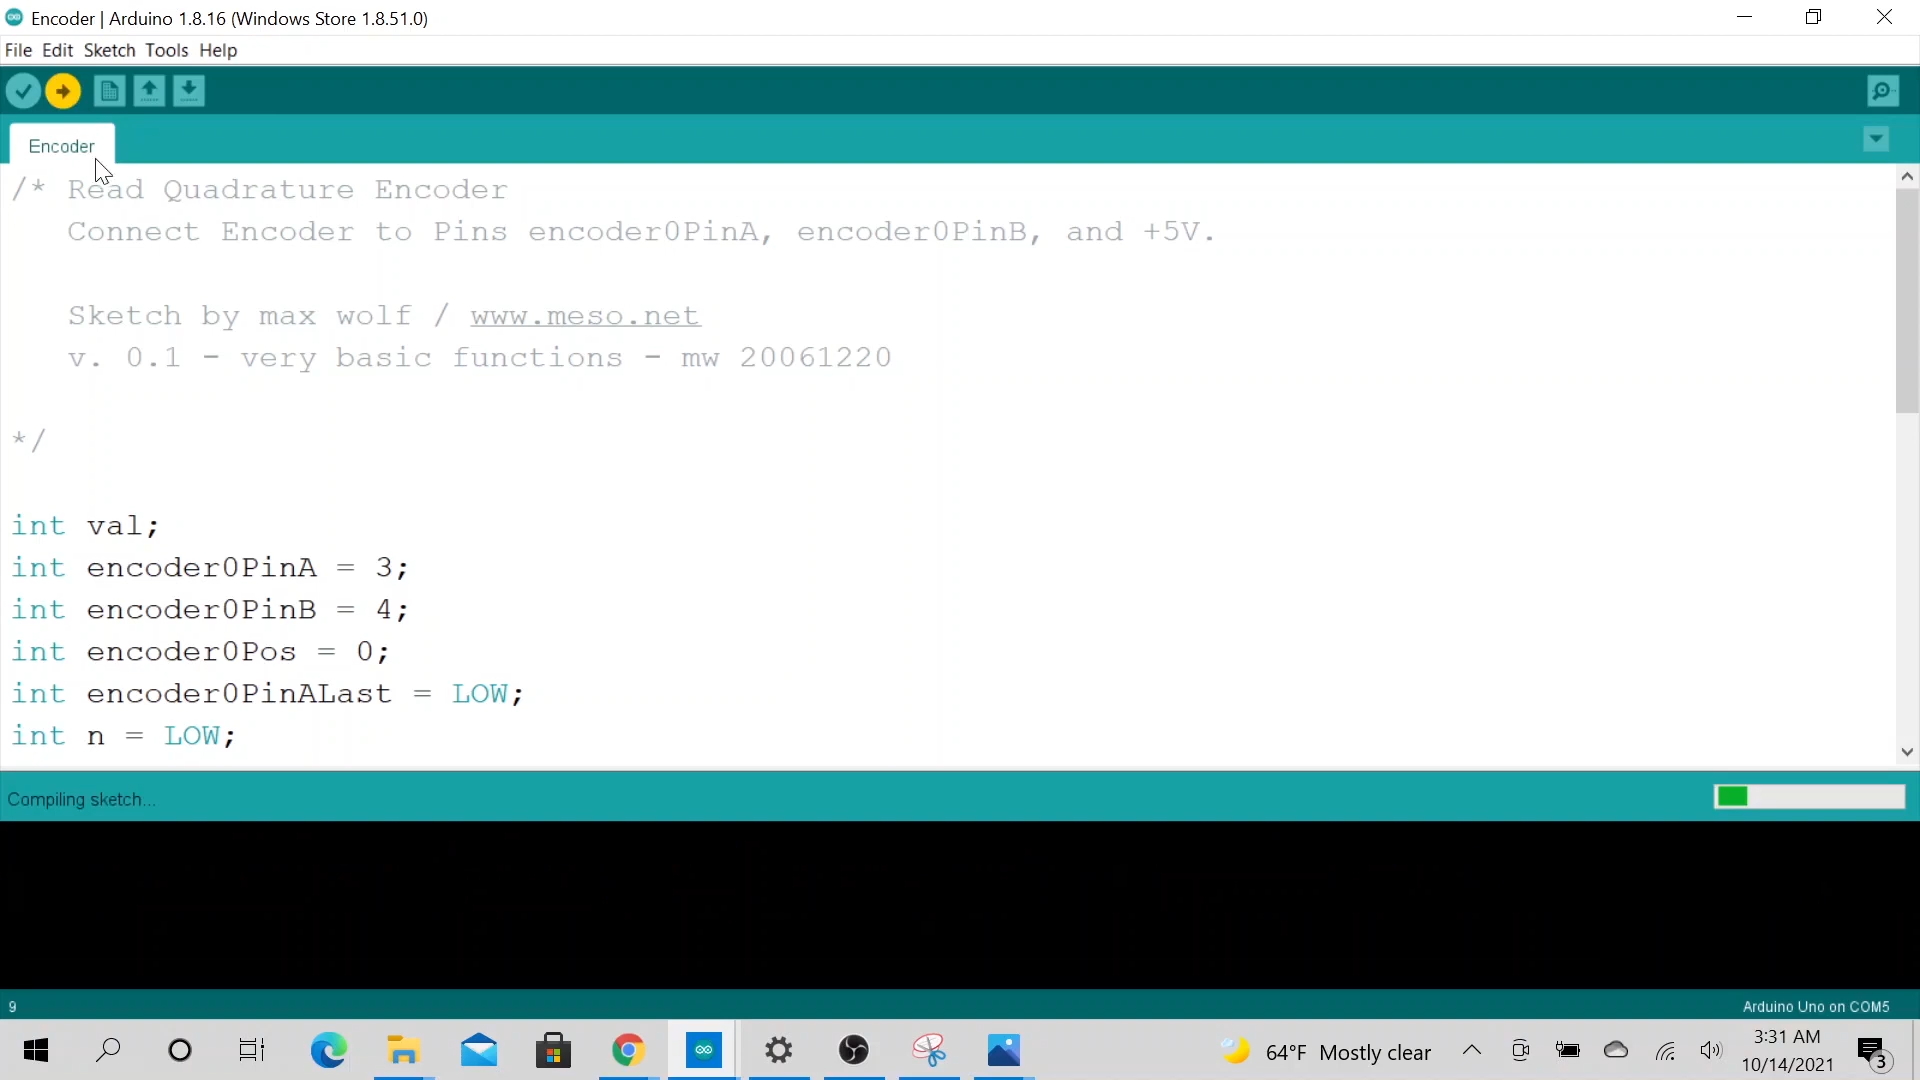 Encoder | Arduino 1.8.16 (Windows Store 1.8.51.0)
File Edit Sketch Tools Help
Encoder
/* Read Quadrature Encoder
Connect Encoder to Pins encoder0PinA, encoder0PinB, and +5V.
Sketch by max wolf / www.meso.net
v. 0.1 - very basic functions - mw 20061220
*/
int val;
int encoder0PinA = 3;
int encoder0PinB = 4;
int encoder0Pos = 0;
int encoder0PinALast = LOW;
int n = LOW;
Compiling sketch...
9
Arduino Uno on COM5
64°F Mostly clear
3:31 AM
10/14/2021
3